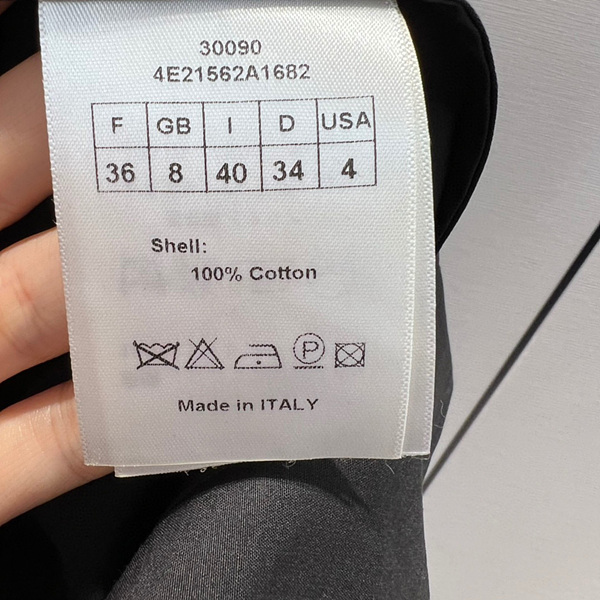 30090
4E21562A1682
F GB I D USA
36 8 40 34 4
Shell:
100% Cotton
P
Made in ITALY